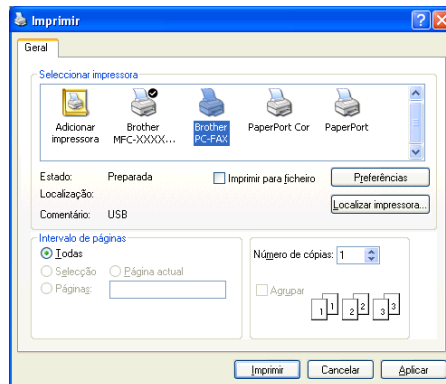 Imprimir
Geral
Seleccionar impressora
Adicionar impressora
Brother MFC-XXXX...
Brother PC-FAX
PaperPort Cor
PaperPort
Estado: Preparada
Imprimir para ficheiro
Preferências
Localização:
Localizar impressora...
Comentário: USB
Intervalo de páginas
Todas
Selecção
Página actual
Páginas:
Número de cópias: 1
Agrupar
1 1 2 2 3 3
Imprimir
Cancelar
Aplicar